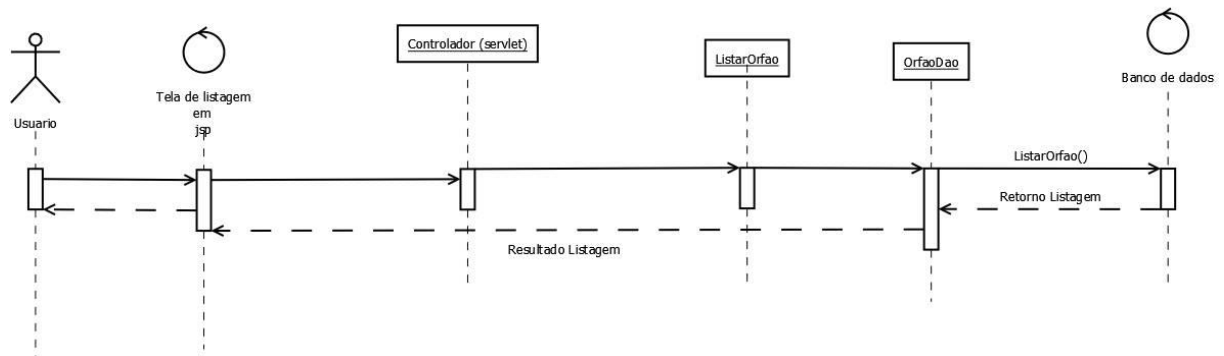 Usuario
Tela de listagem
em
jsp
Controlador (servlet)
ListarOrfao
OrfaoDao
Banco de dados
ListarOrfao()
Retorno Listagem
Resultado Listagem